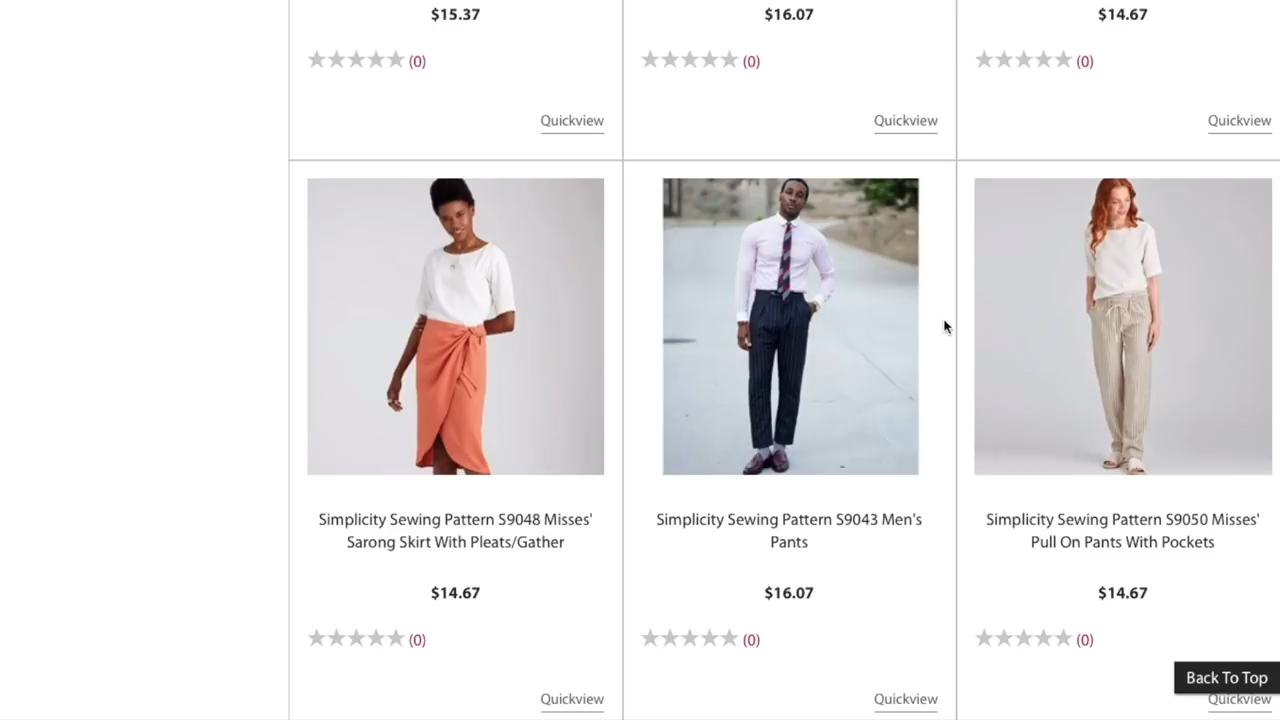 $15.37
$16.07
$14.67
(0)
(0)
(0)
Quickview
Quickview
Quickview
Simplicity Sewing Pattern S9048 Misses'
Sarong Skirt With Pleats/Gather
Simplicity Sewing Pattern S9043 Men's
Pants
Simplicity Sewing Pattern S9050 Misses'
Pull On Pants With Pockets
$14.67
$16.07
$14.67
(0)
(0)
(0)
Back To Top
Quickview
Quickview
Quickview